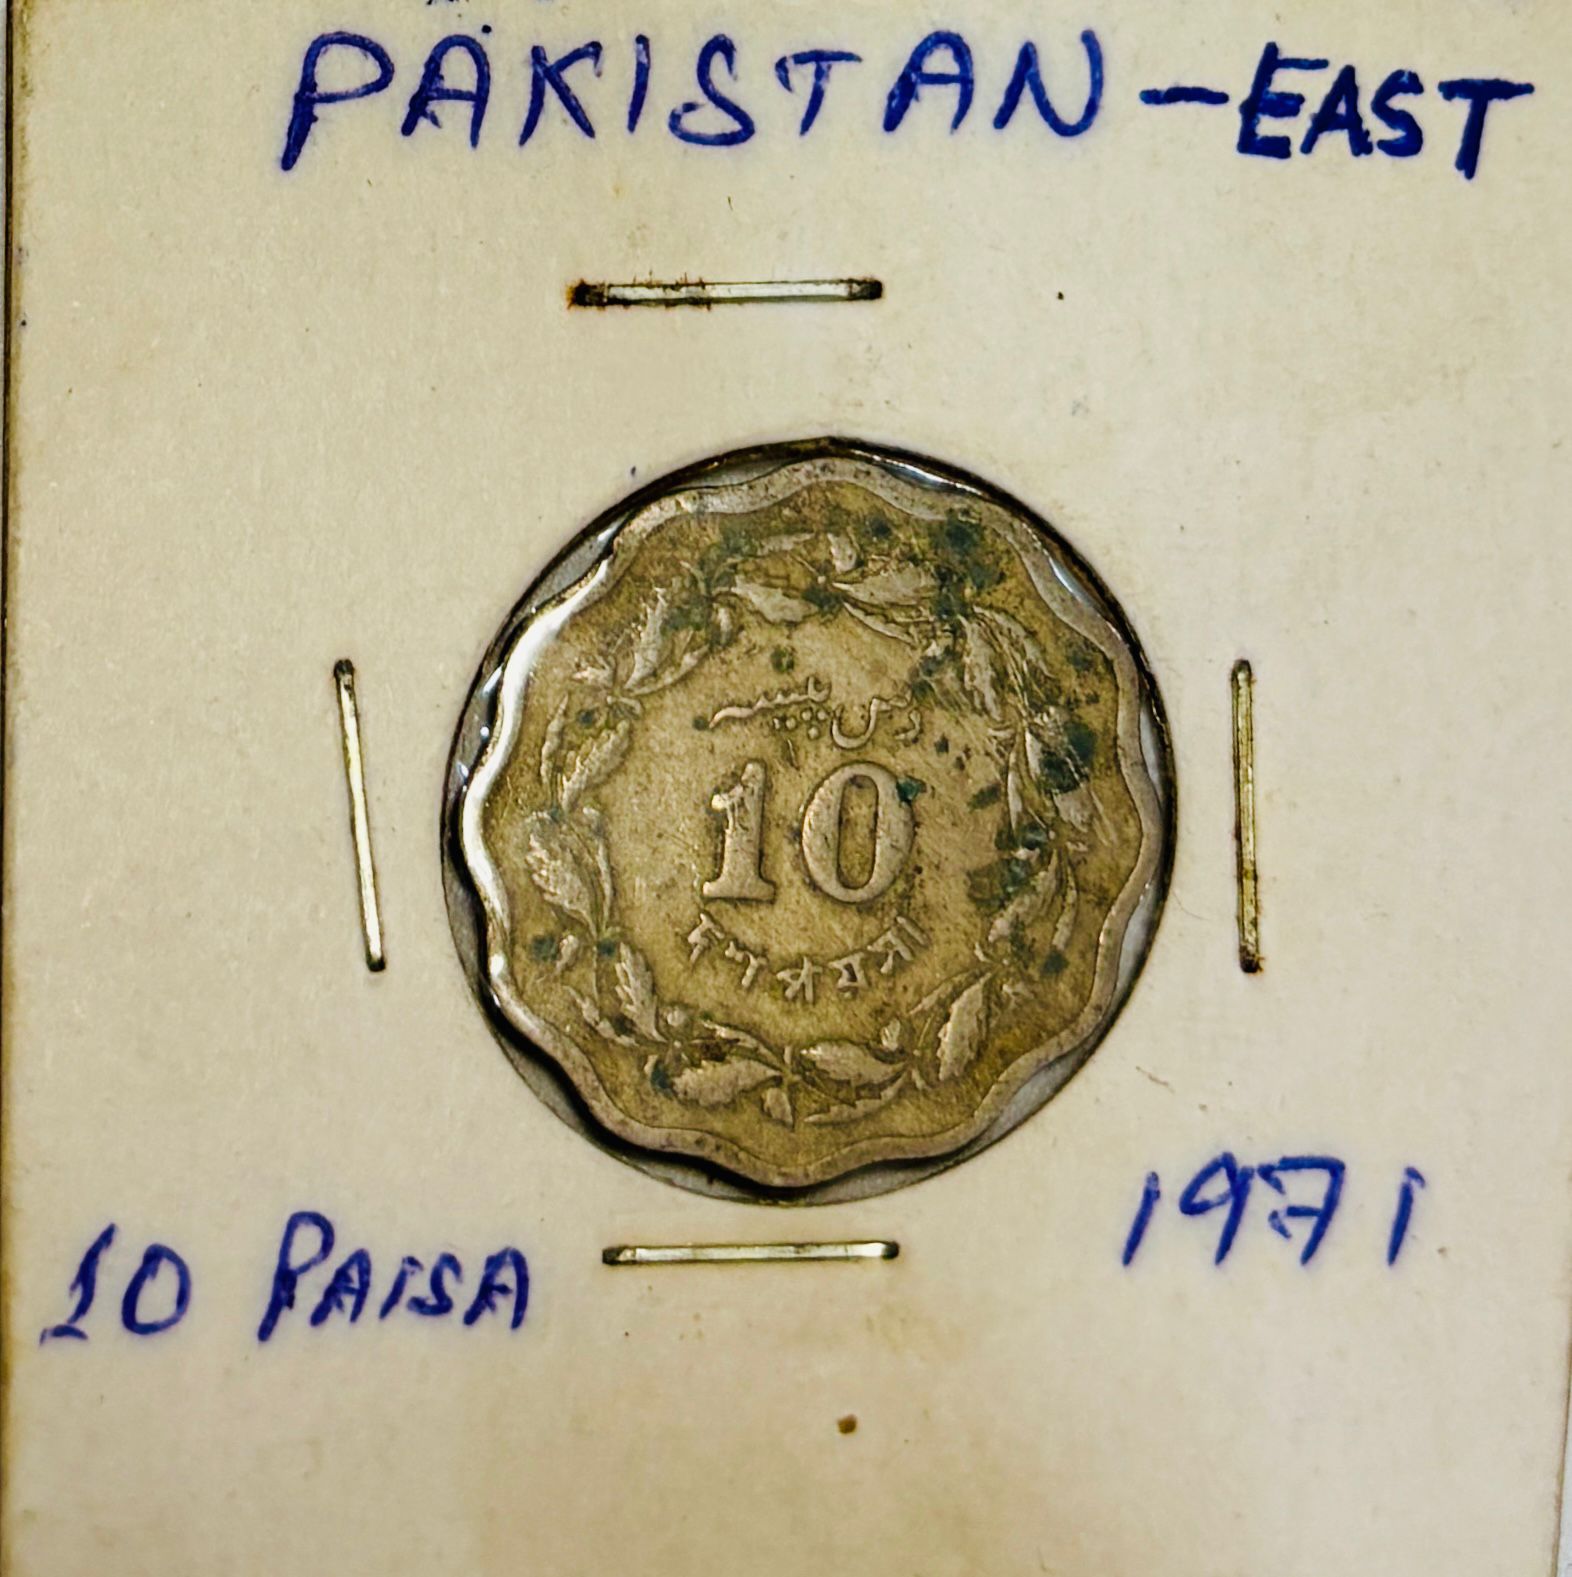 PAKISTAN-EAST
دس پیسہ
10
দশ পয়সা
1971
10 PAISA